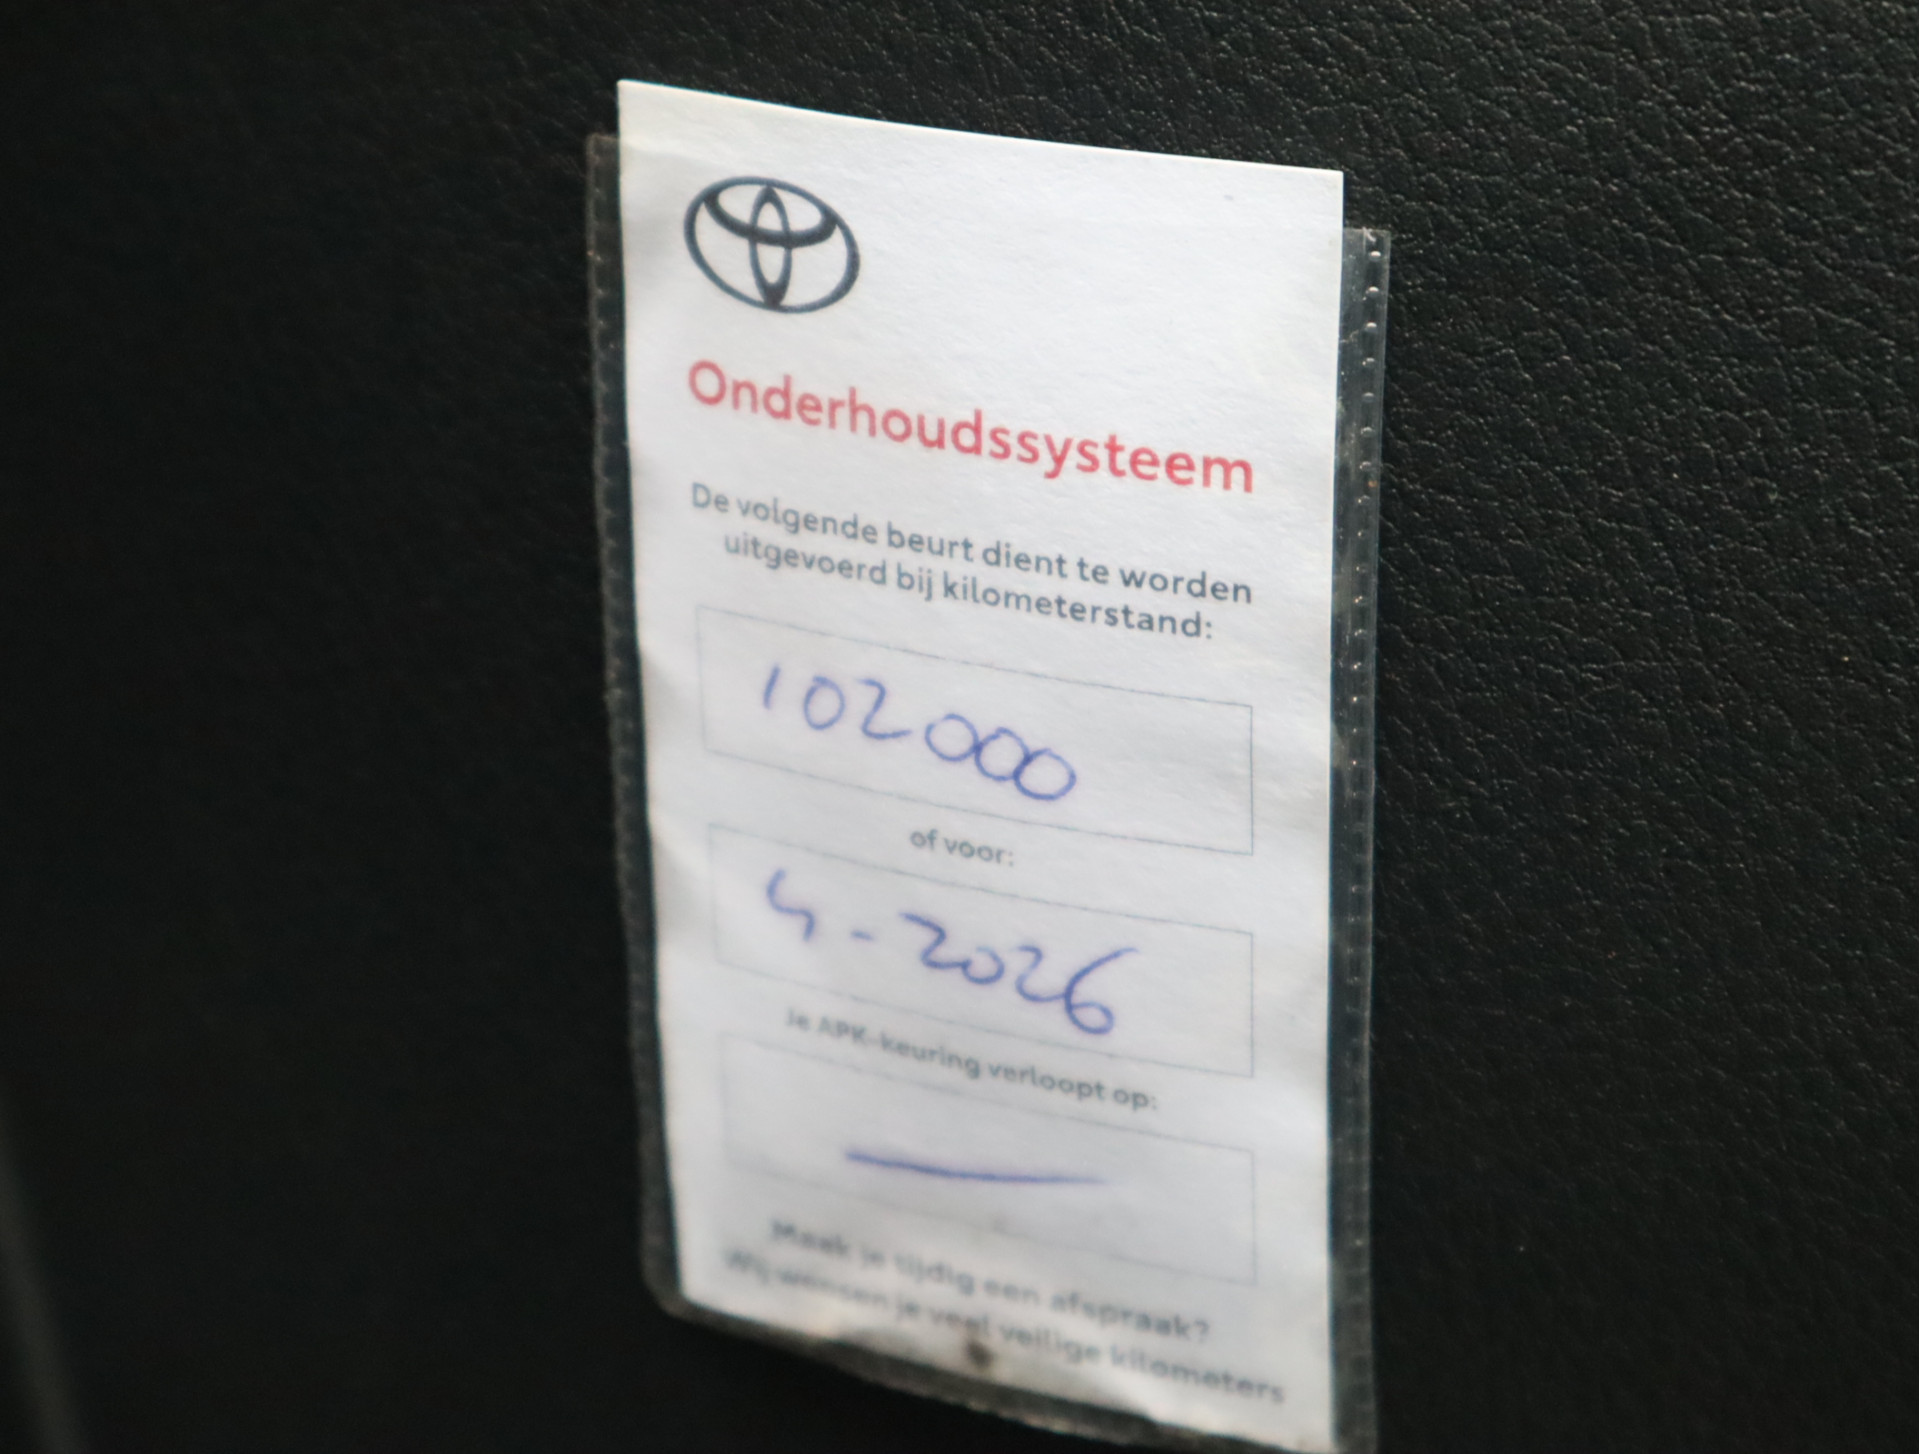 Onderhoudssysteem
De volgende beurt dient te worden
uitgevoerd bij kilometerstand:
102000
of voor:
4-2026
Je APK-keuring verloopt op:
—
Maak je tijdig een afspraak?
Wij wensen je veel veilige kilometers